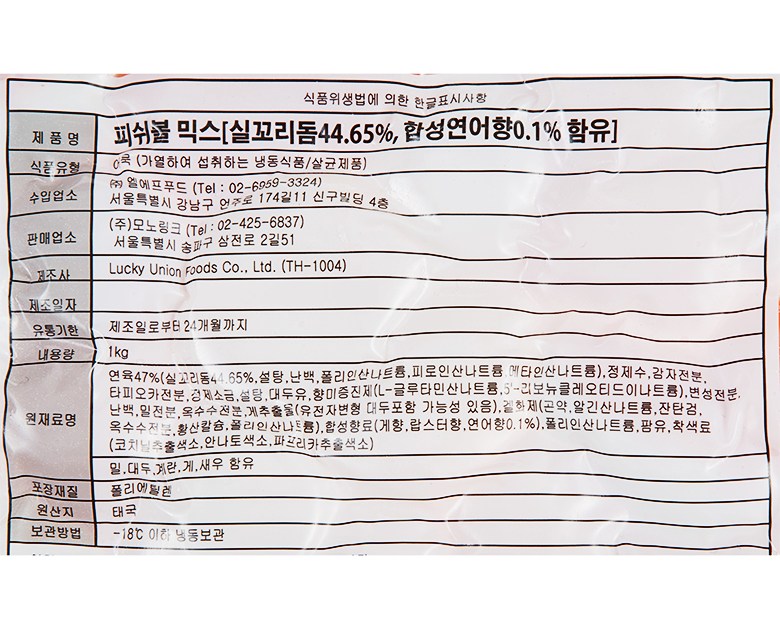 식품위생법에 의한 한글표시사항
제 품 명 피쉬볼 믹스[실꼬리돔44.65%, 합성연어향0.1% 함유]
식품유형 어묵 (가열하여 섭취하는 냉동식품/살균제품)
수입업소 ㈜ 엘에프푸드 (Tel : 02-6959-3324)
서울특별시 강남구 언주로 174길11 신구빌딩 4층
판매업소 (주)모노링크 (Tel : 02-425-6837)
서울특별시 송파구 삼전로 2길51
제조사 Lucky Union Foods Co., Ltd. (TH-1004)
제조일자
유통기한 제조일로부터 24개월까지
내용량 1kg
원재료명 연육47%(실꼬리돔44.65%,설탕,난백,폴리인산나트륨,피로인산나트륨,메타인산나트륨),정제수,감자전분,
타피오카전분,정제소금,설탕,대두유,향미증진제(L-글루타민산나트륨,5'-리보뉴클레오티드이나트륨),변성전분,
난백,밀전분,옥수수전분,게추출물(유전자변형 대두포함 가능성 있음),겔화제(곤약,알긴산나트륨,잔탄검,
옥수수전분,황산칼슘,폴리인산나트륨),합성향료(게향,랍스터향,연어향0.1%),폴리인산나트륨,팜유,착색료
(코치닐추출색소,안나토색소,파프리카추출색소)
밀,대두,계란,게,새우 함유
포장재질 폴리에틸렌
원산지 태국
보관방법 -18℃ 이하 냉동보관